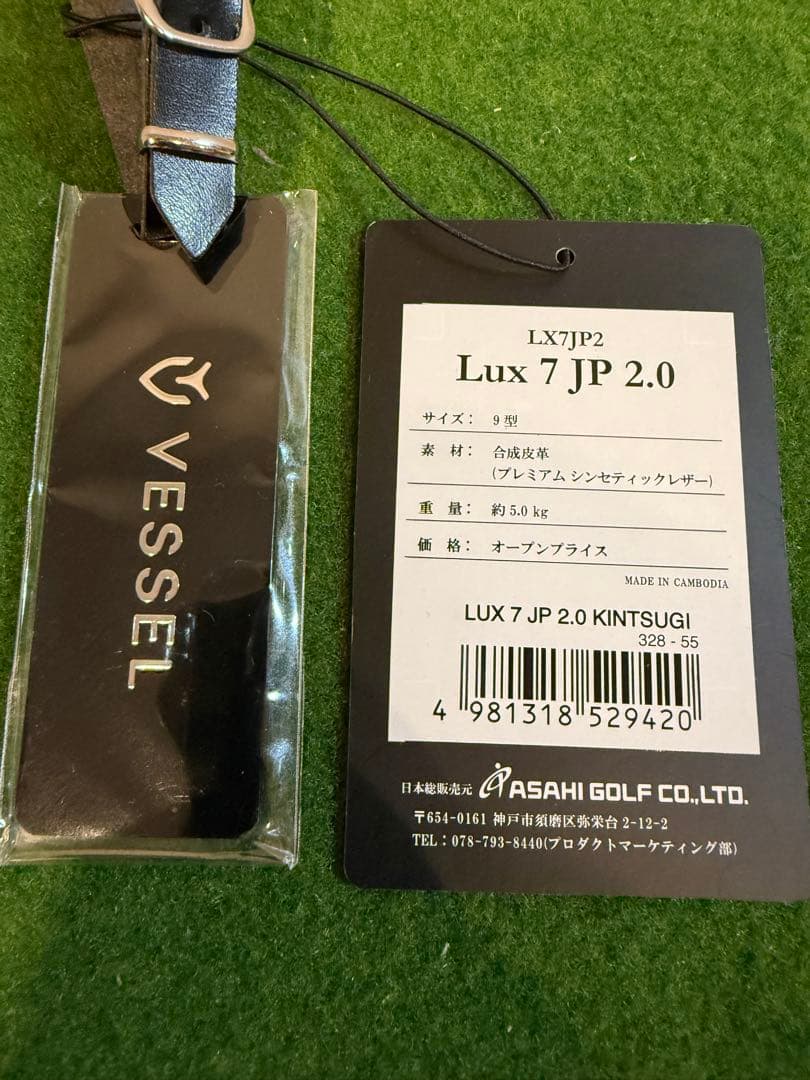 VESSEL
LX7JP2
Lux 7 JP 2.0
サイズ： 9型
素 材： 合成皮革
(プレミアム シンセティックレザー)
重 量： 約5.0 kg
価 格： オープンプライス
MADE IN CAMBODIA
LUX 7 JP 2.0 KINTSUGI
328 - 55
4 981318 529420
日本総販売元 ASAHI GOLF CO.,LTD.
〒654-0161 神戸市須磨区弥栄台 2-12-2
TEL：078-793-8440(プロダクトマーケティング部)